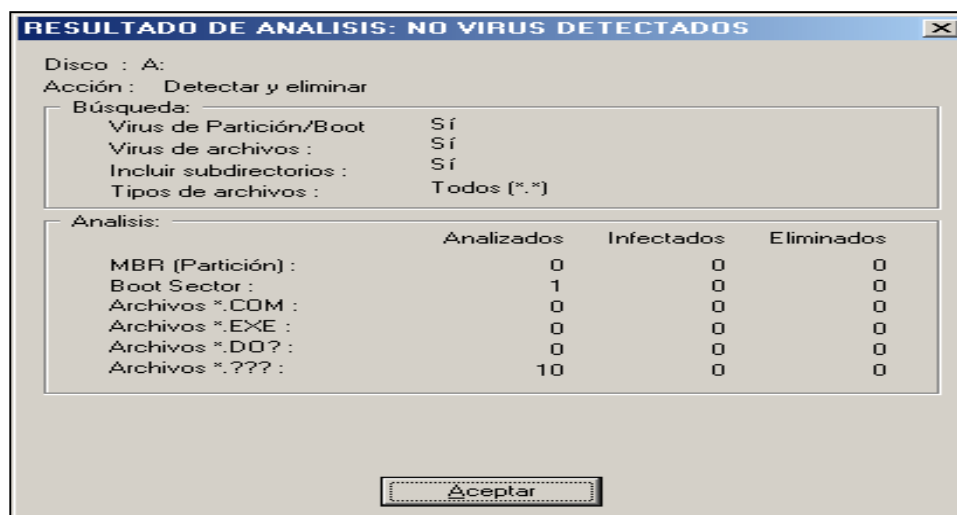 RESULTADO DE ANALISIS: NO VIRUS DETECTADOS
Disco : A:
Acción : Detectar y eliminar
Búsqueda:
Virus de Partición/Boot Sí
Virus de archivos : Sí
Incluir subdirectorios : Sí
Tipos de archivos : Todos (*.*)
Analisis:
Analizados Infectados Eliminados
MBR (Partición) : 0 0 0
Boot Sector : 1 0 0
Archivos *.COM : 0 0 0
Archivos *.EXE : 0 0 0
Archivos *.DO? : 0 0 0
Archivos *.??? : 10 0 0
Aceptar